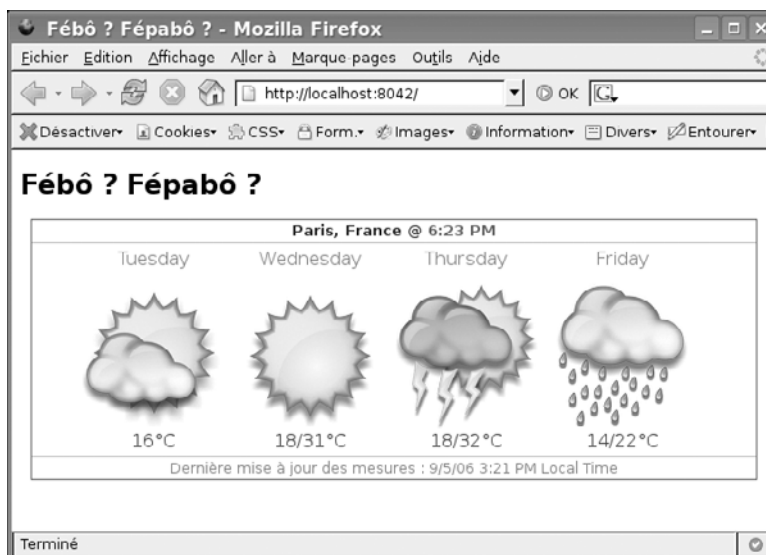 Fébô ? Fépabô ? - Mozilla Firefox
Fichier Edition Affichage Aller à Marque-pages Outils Aide
http://localhost:8042/ OK G
Désactiver Cookies CSS Form. Images Information Divers Entourer
Fébô ? Fépabô ?
Paris, France @ 6:23 PM
Tuesday Wednesday Thursday Friday
16°C 18/31°C 18/32°C 14/22°C
Dernière mise à jour des mesures : 9/5/06 3:21 PM Local Time
Terminé